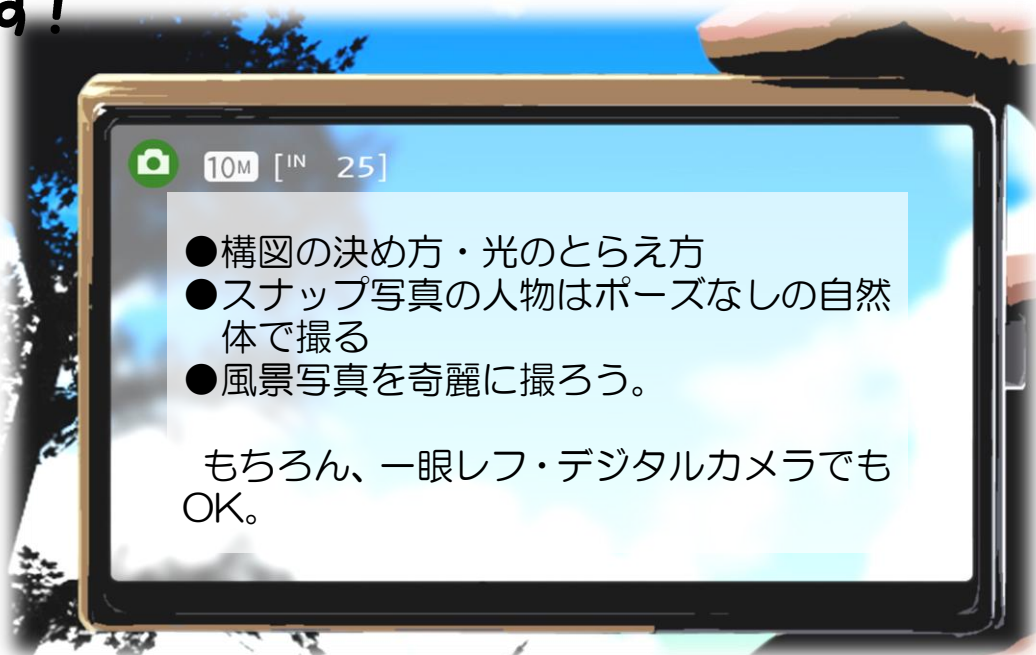 す!
10M [IN 25]
●構図の決め方・光のとらえ方
●スナップ写真の人物はポーズなしの自然
体で撮る
●風景写真を奇麗に撮ろう。
もちろん、一眼レフ・デジタルカメラでも
OK。